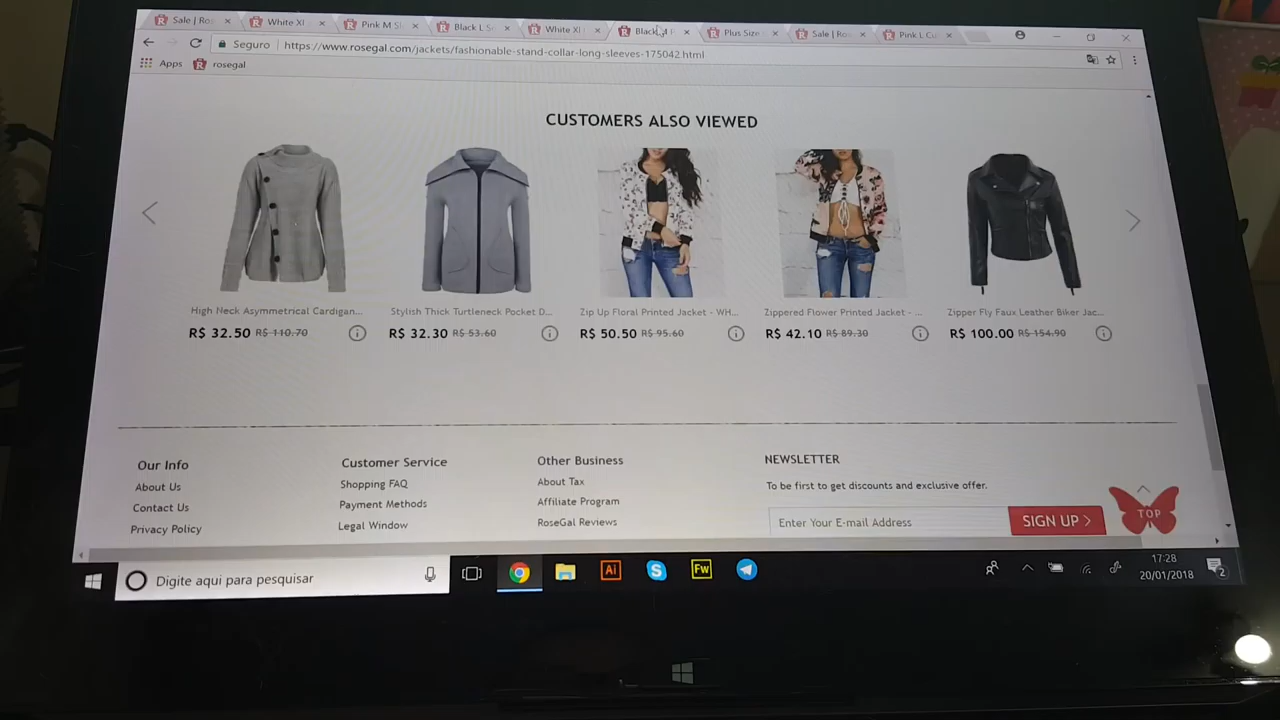 Sale | Ros
White Xl
Pink M Sl
Black L S
White Xl
Black
Plus Size
Sale | Ros
Pink L Cu
Seguro
https://www.rosegal.com/jackets/fashionable-stand-collar-long-sleeves-175042.html
Apps
rosegal
CUSTOMERS ALSO VIEWED
High Neck Asymmetrical Cardigan...
Stylish Thick Turtleneck Pocket D...
Zip Up Floral Printed Jacket - WH...
Zippered Flower Printed Jacket - ...
Zipper Fly Faux Leather Biker Jac...
R$ 32.50 R$ 110.70
R$ 32.30 R$ 53.60
R$ 50.50 R$ 95.60
R$ 42.10 R$ 89.30
R$ 100.00 R$ 154.90
Our Info
About Us
Contact Us
Privacy Policy
Customer Service
Shopping FAQ
Payment Methods
Legal Window
Other Business
About Tax
Affiliate Program
RoseGal Reviews
NEWSLETTER
To be first to get discounts and exclusive offer.
Enter Your E-mail Address
SIGN UP >
TOP
Digite aqui para pesquisar
Ai
Fw
17:28
20/01/2018
2